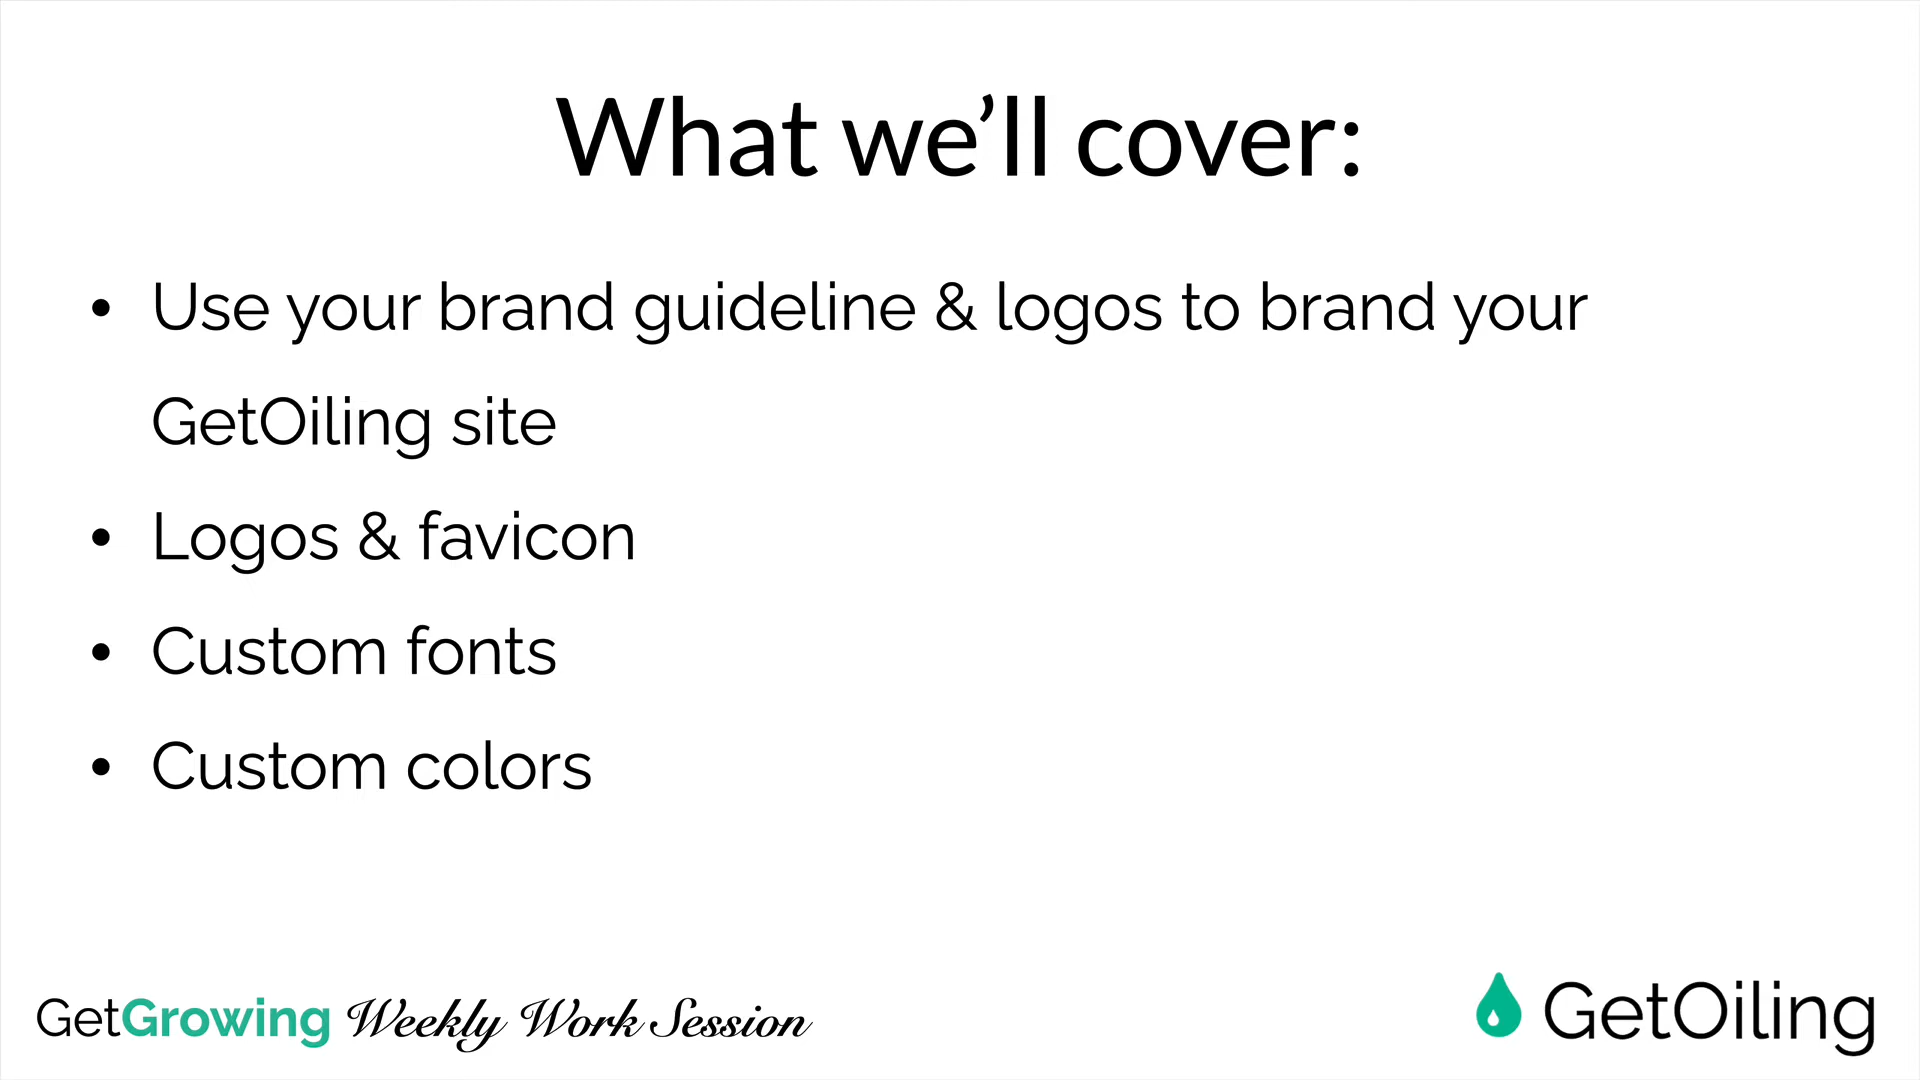 What we’ll cover:
• Use your brand guideline & logos to brand your
GetOiling site
• Logos & favicon
• Custom fonts
• Custom colors
GetGrowing Weekly Work Session
GetOiling